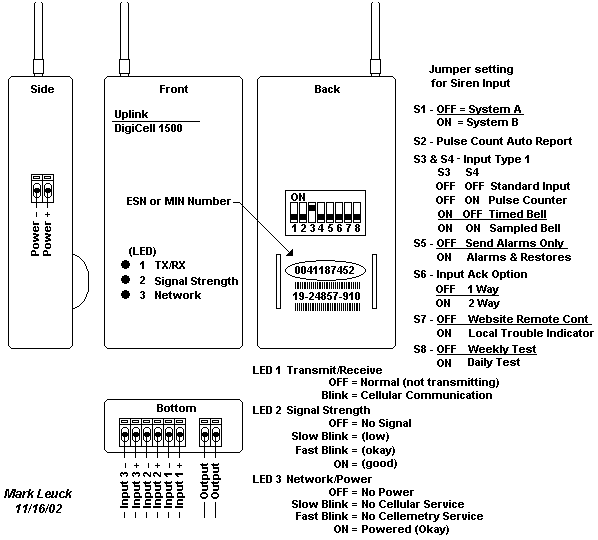 Side
Power -
Power +
Front
Uplink
DigiCell 1500
ESN or MIN Number
(LED)
1 TX/RX
2 Signal Strength
3 Network
Back
ON
1 2 3 4 5 6 7 8
0041187452
19-24857-910
Jumper setting
for Siren Input
S1 - OFF = System A
ON = System B
S2 - Pulse Count Auto Report
S3 & S4 - Input Type 1
S3 S4
OFF OFF Standard Input
OFF ON Pulse Counter
ON OFF Timed Bell
ON ON Sampled Bell
S5 - OFF Send Alarms Only
ON Alarms & Restores
S6 - Input Ack Option
OFF 1 Way
ON 2 Way
S7 - OFF Website Remote Cont
ON Local Trouble Indicator
S8 - OFF Weekly Test
ON Daily Test
LED 1 Transmit/Receive
OFF = Normal (not transmitting)
Blink = Cellular Communication
LED 2 Signal Strength
OFF = No Signal
Slow Blink = (low)
Fast Blink = (okay)
ON = (good)
LED 3 Network/Power
OFF = No Power
Slow Blink = No Cellular Service
Fast Blink = No Cellemetry Service
ON = Powered (Okay)
Bottom
Input 3 -
Input 3 +
Input 2 -
Input 2 +
Input 1 -
Input 1 +
Output
Output
Mark Leuck
11/16/02